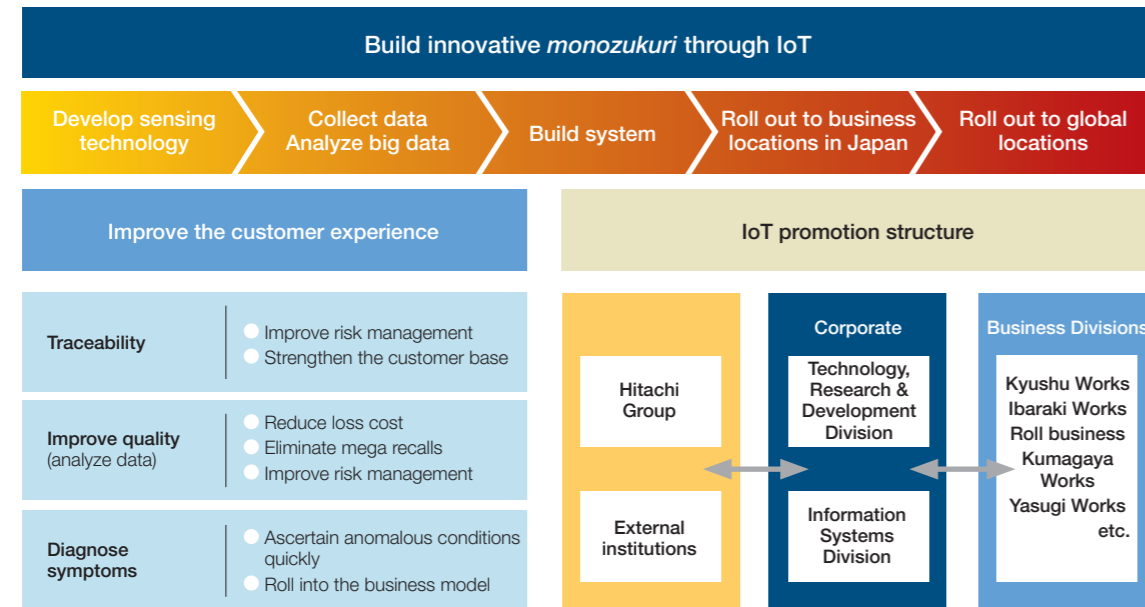 Build innovative monozukuri through IoT
Develop sensing
technology
Collect data
Analyze big data
Build system
Roll out to business
locations in Japan
Roll out to global
locations
Improve the customer experience
Traceability
Improve risk management
Strengthen the customer base
Improve quality
(analyze data)
Reduce loss cost
Eliminate mega recalls
Improve risk management
Diagnose
symptoms
Ascertain anomalous conditions
quickly
Roll into the business model
IoT promotion structure
Hitachi
Group
External
institutions
Corporate
Technology,
Research &
Development
Division
Information
Systems
Division
Business Divisions
Kyushu Works
Ibaraki Works
Roll business
Kumagaya
Works
Yasugi Works
etc.